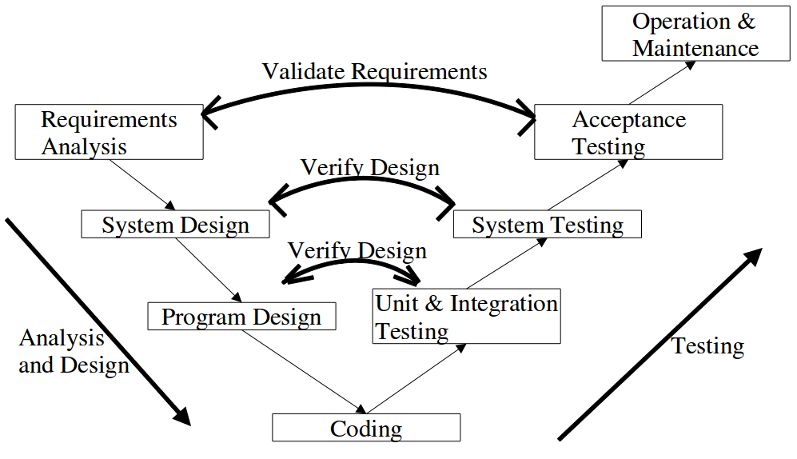 Operation &
Maintenance
Validate Requirements
Requirements
Analysis
Acceptance
Testing
Verify Design
System Design
System Testing
Verify Design
Program Design
Unit & Integration
Testing
Analysis
and Design
Testing
Coding